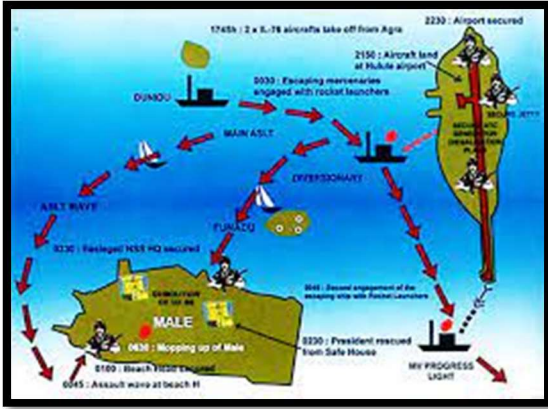 2230 : Airport secured
1745h : 2 x IL-76 aircrafts take off from Agra
2150 : Aircraft land
at Hulule airport
0030 : Escaping mercenaries
engaged with rocket launchers
DUNIDU
SECURE JETTY
MAIN ASLT
DIVERSIONARY
ASLT WAVE
FUNADU
0330 : Besieged NSS HQ secured
0045 : Second engagement of the
escaping ship with Rocket Launchers
MALE
0630 : Mopping up of Male
0230 : President rescued
from Safe House
0100 : Beach Head secured
0045 : Assault wave at beach H
MV PROGRESS
LIGHT